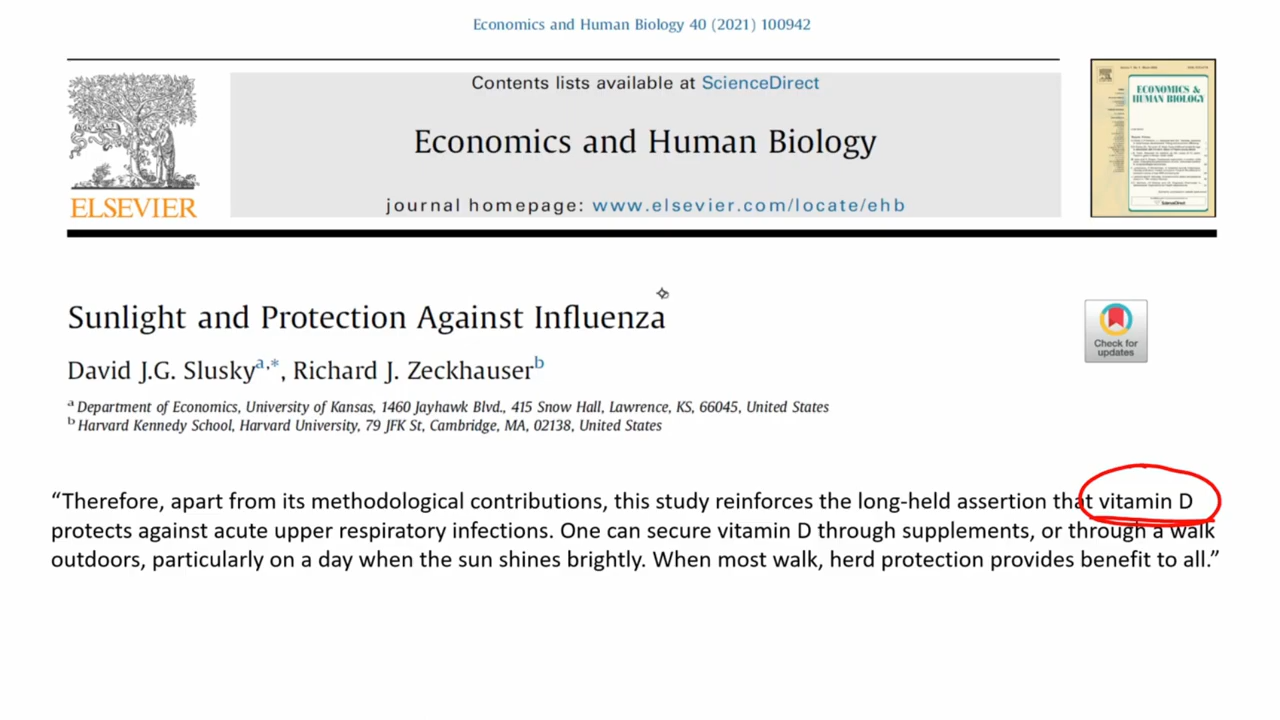 Economics and Human Biology 40 (2021) 100942
Contents lists available at ScienceDirect
Economics and Human Biology
journal homepage: www.elsevier.com/locate/ehb
ELSEVIER
ECONOMICS &
HUMAN BIOLOGY
Sunlight and Protection Against Influenza
Check for
updates
David J.G. Slusky a,*, Richard J. Zeckhauser b
a Department of Economics, University of Kansas, 1460 Jayhawk Blvd., 415 Snow Hall, Lawrence, KS, 66045, United States
b Harvard Kennedy School, Harvard University, 79 JFK St, Cambridge, MA, 02138, United States
“Therefore, apart from its methodological contributions, this study reinforces the long-held assertion that vitamin D
protects against acute upper respiratory infections. One can secure vitamin D through supplements, or through a walk
outdoors, particularly on a day when the sun shines brightly. When most walk, herd protection provides benefit to all.”